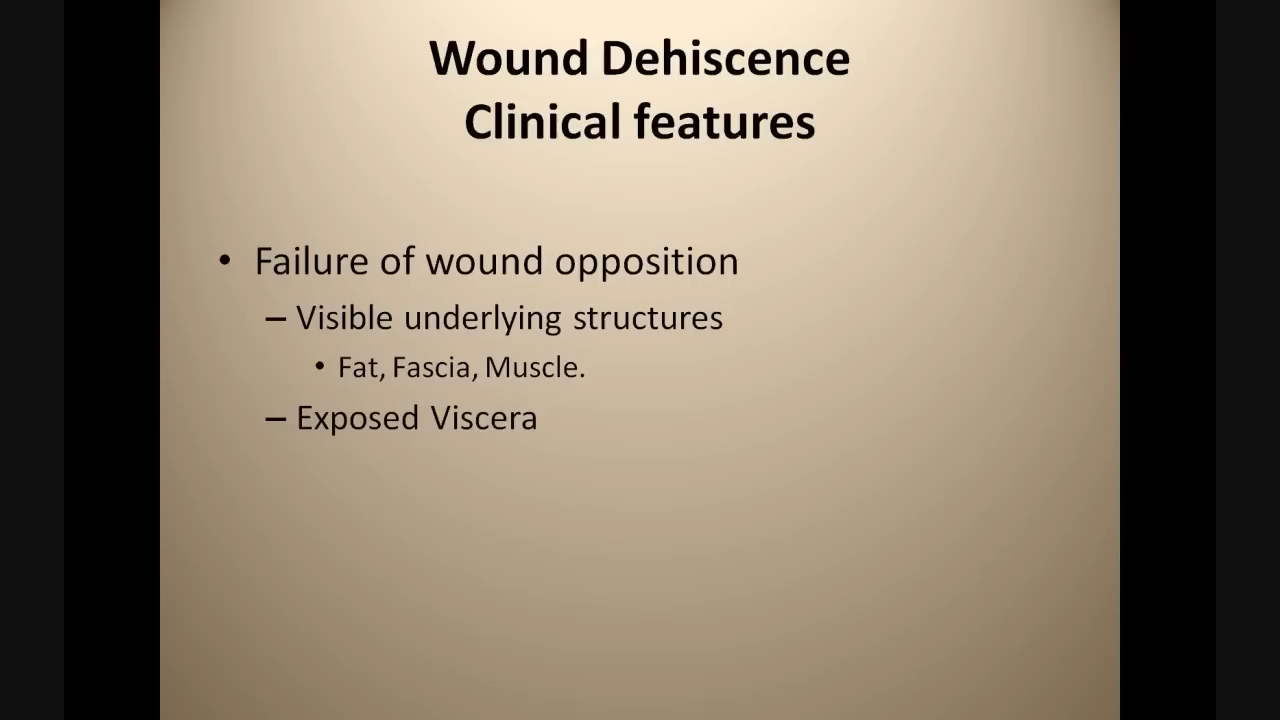 Wound Dehiscence
Clinical features
• Failure of wound opposition
– Visible underlying structures
• Fat, Fascia, Muscle.
– Exposed Viscera